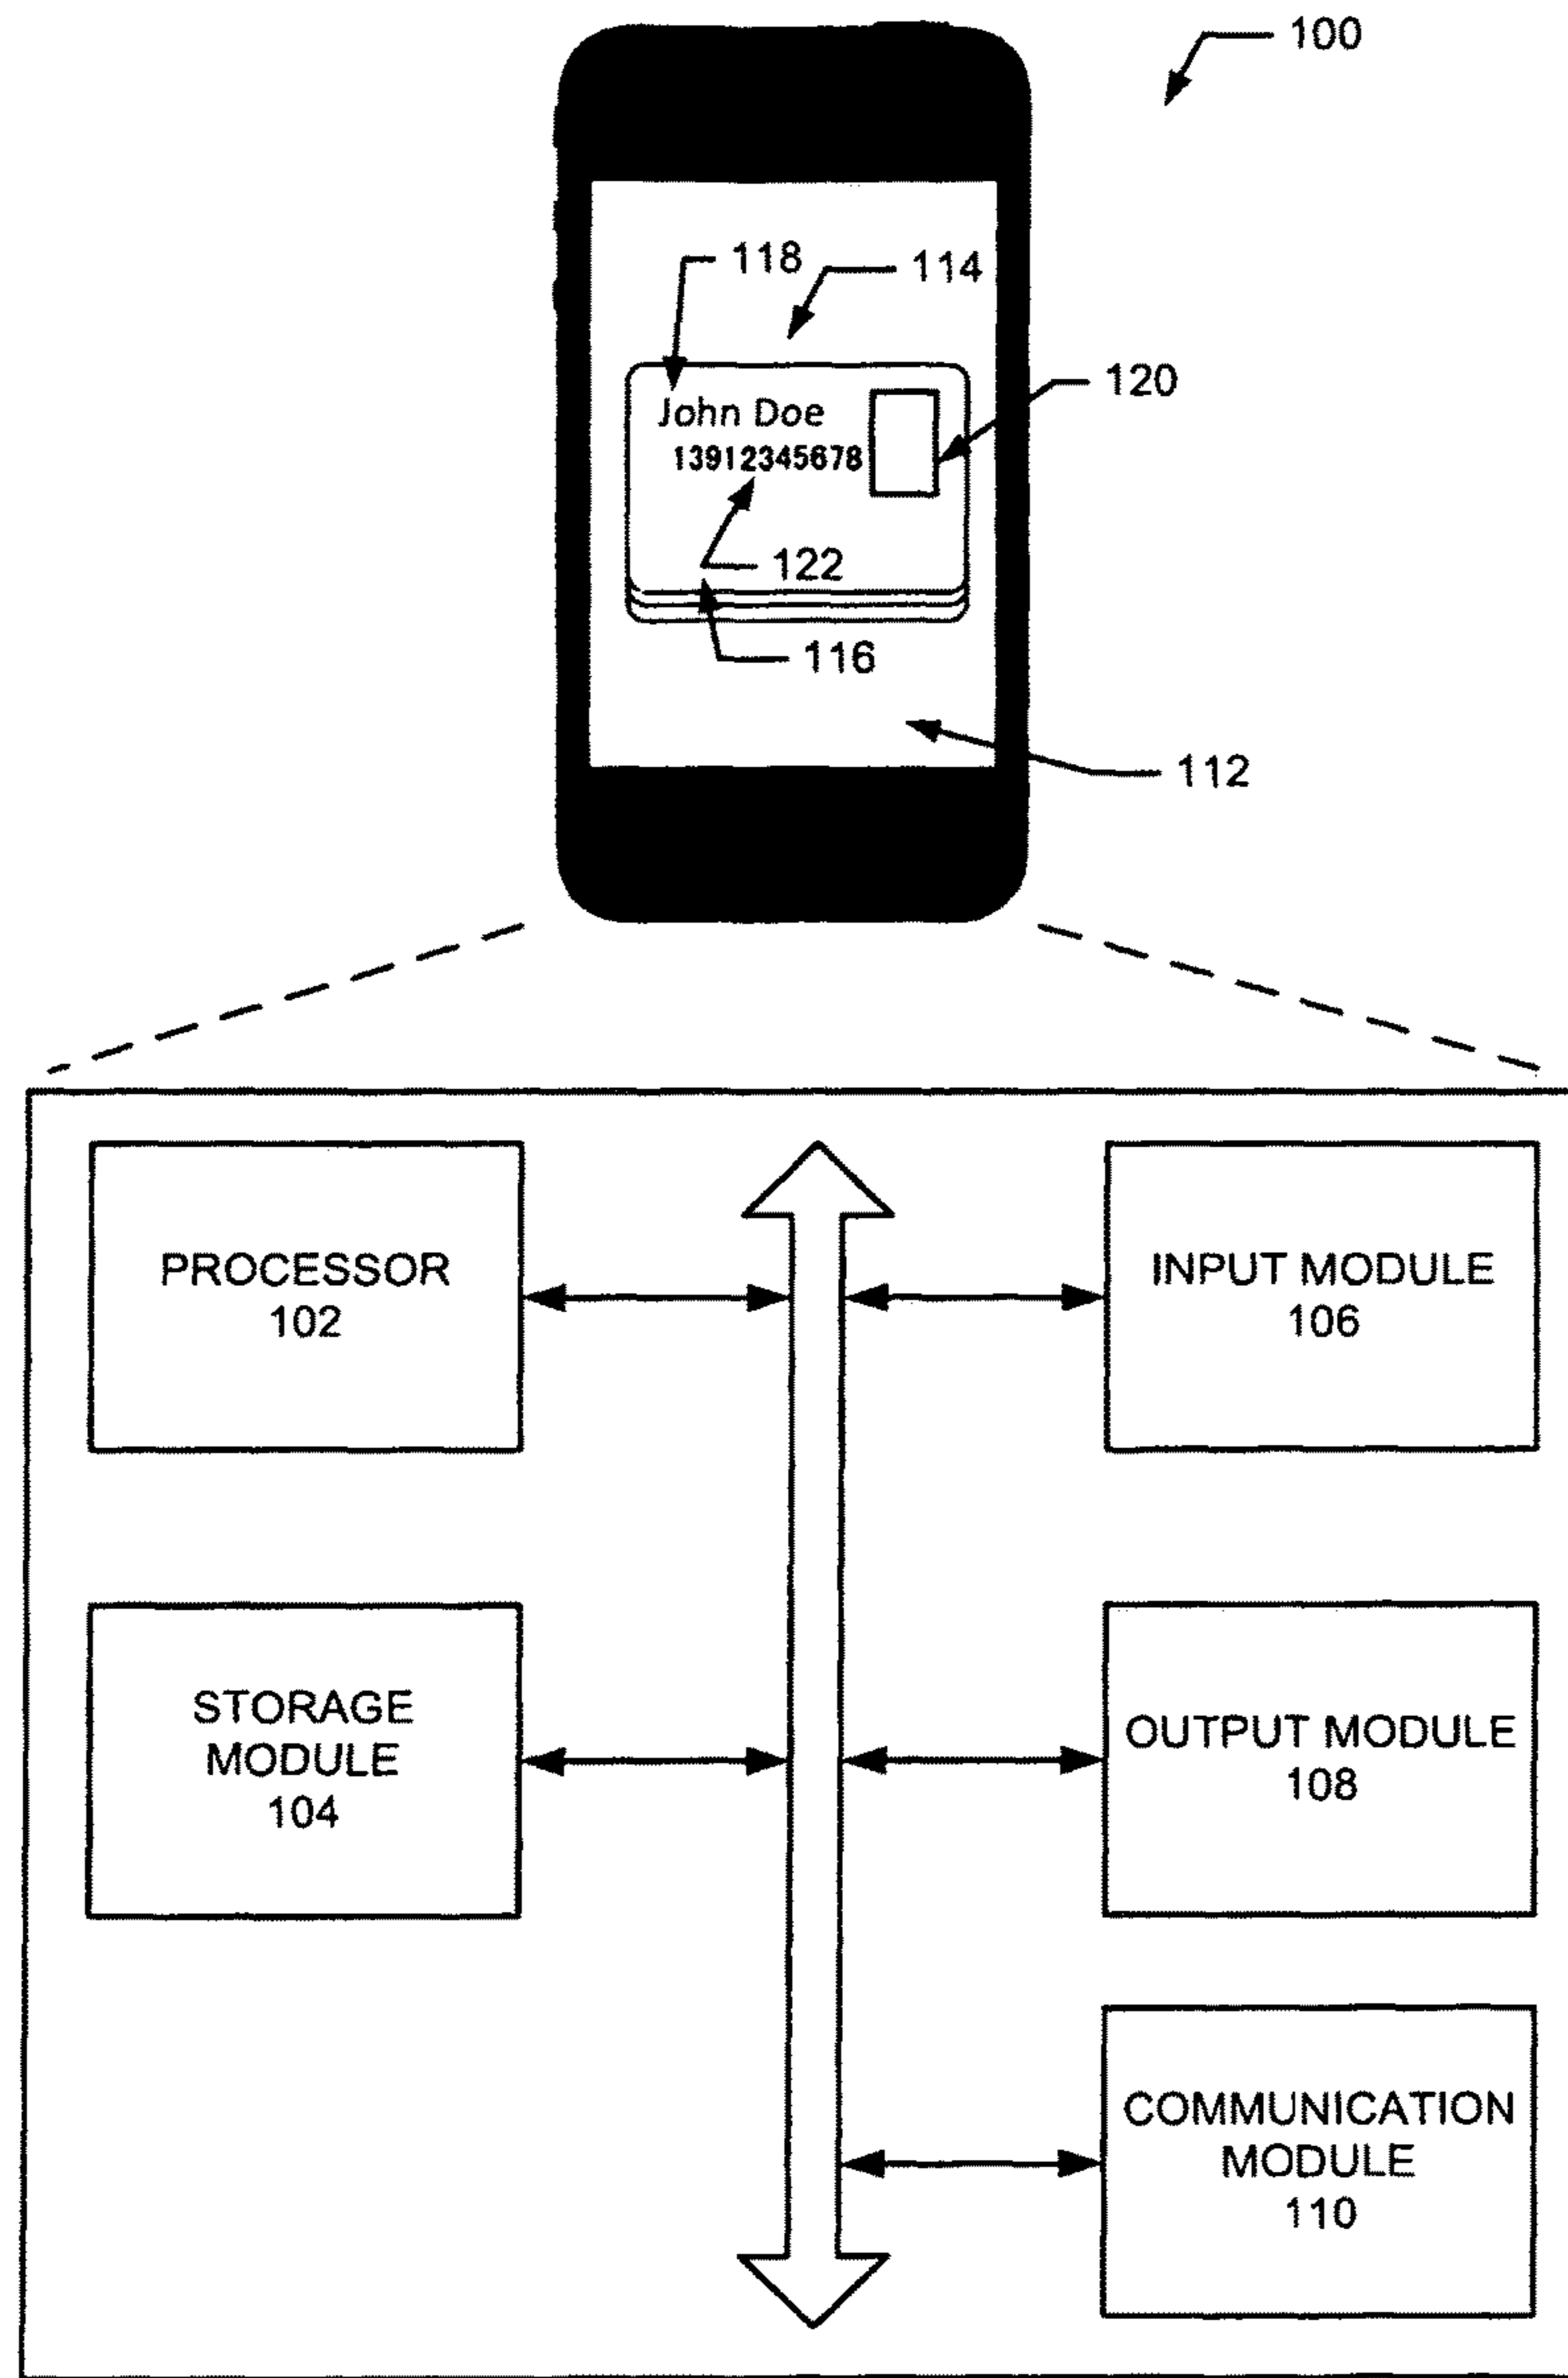 100
118
114
120
John Doe
13912345678
122
116
112
PROCESSOR
102
INPUT MODULE
106
STORAGE
MODULE
104
OUTPUT MODULE
108
COMMUNICATION
MODULE
110